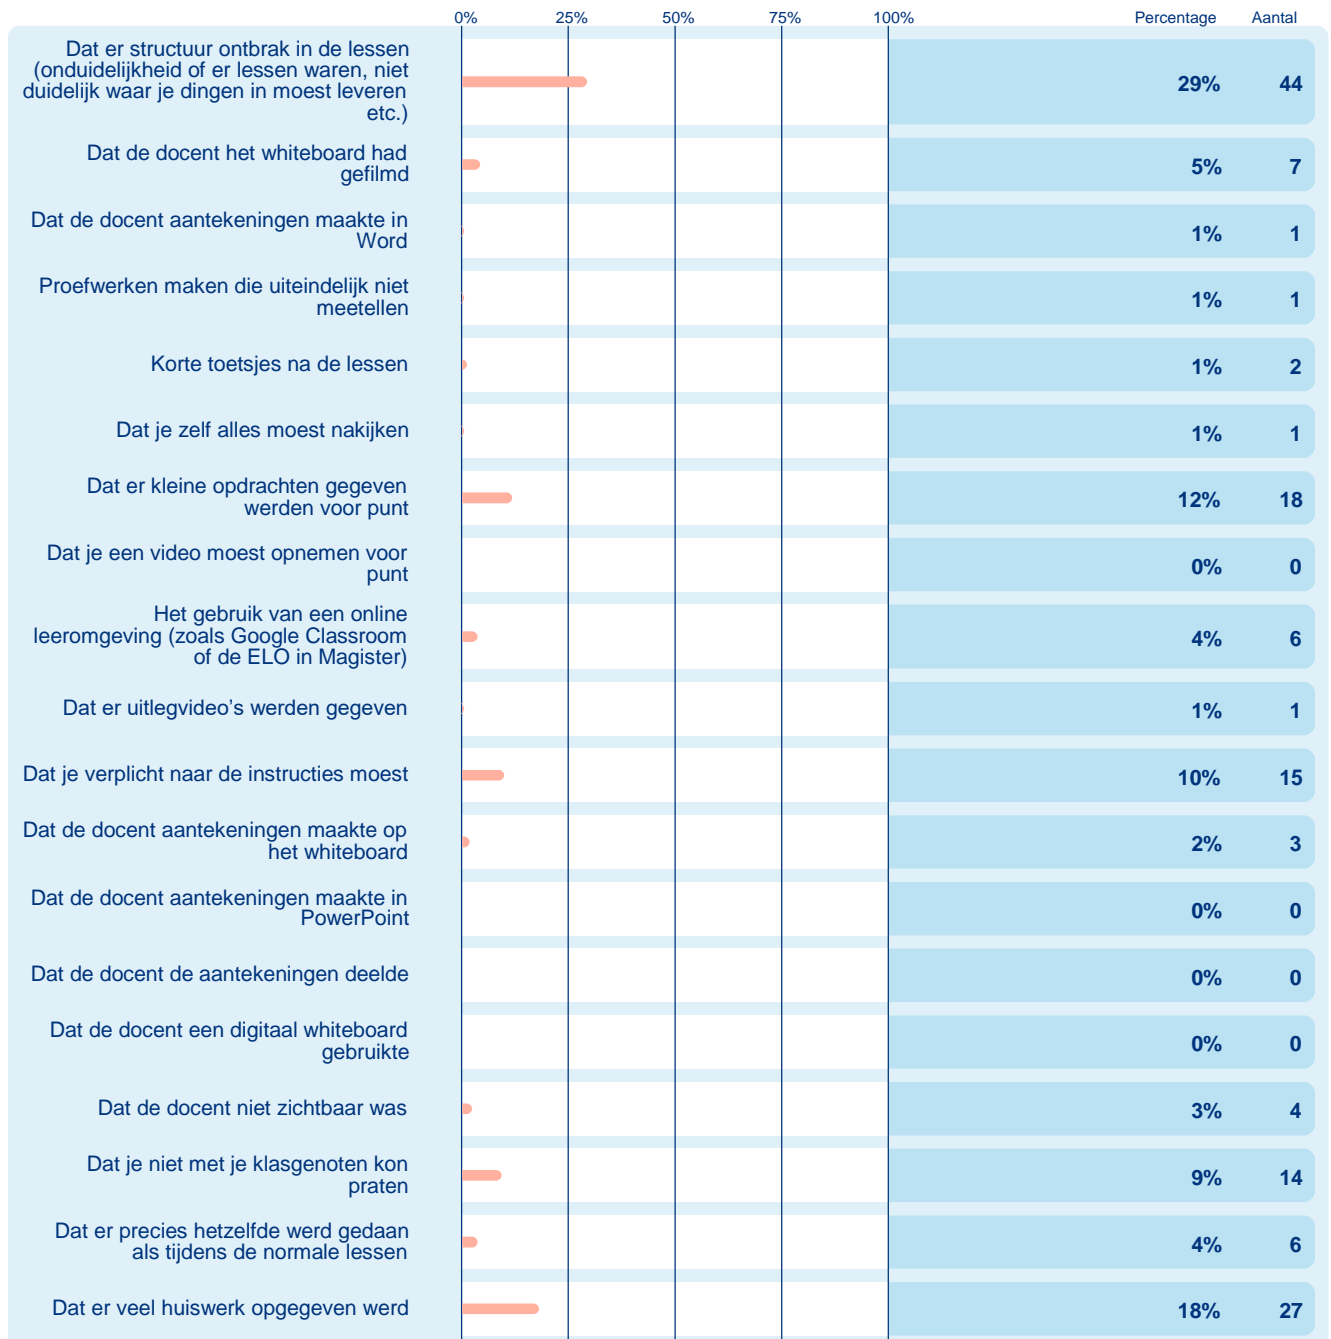 0% 25% 50% 75% 100% Percentage Aantal
Dat er structuur ontbrak in de lessen
(onduidelijkheid of er lessen waren, niet
duidelijk waar je dingen in moest leveren
etc.)
29% 44
Dat de docent het whiteboard had
gefilmd
5% 7
Dat de docent aantekeningen maakte in
Word
1% 1
Proefwerken maken die uiteindelijk niet
meetellen
1% 1
Korte toetsjes na de lessen
1% 2
Dat je zelf alles moest nakijken
1% 1
Dat er kleine opdrachten gegeven
werden voor punt
12% 18
Dat je een video moest opnemen voor
punt
0% 0
Het gebruik van een online
leeromgeving (zoals Google Classroom
of de ELO in Magister)
4% 6
Dat er uitlegvideo's werden gegeven
1% 1
Dat je verplicht naar de instructies moest
10% 15
Dat de docent aantekeningen maakte op
het whiteboard
2% 3
Dat de docent aantekeningen maakte in
PowerPoint
0% 0
Dat de docent de aantekeningen deelde
0% 0
Dat de docent een digitaal whiteboard
gebruikte
0% 0
Dat de docent niet zichtbaar was
3% 4
Dat je niet met je klasgenoten kon
praten
9% 14
Dat er precies hetzelfde werd gedaan
als tijdens de normale lessen
4% 6
Dat er veel huiswerk opgegeven werd
18% 27